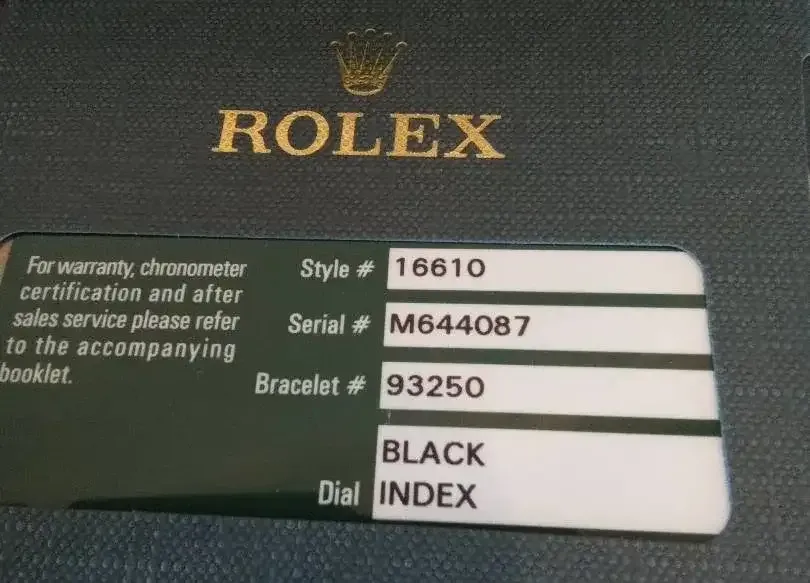 ROLEX
For warranty, chronometer
certification and after
sales service please refer
to the accompanying
booklet.
Style # 16610
Serial # M644087
Bracelet # 93250
Dial BLACK
INDEX